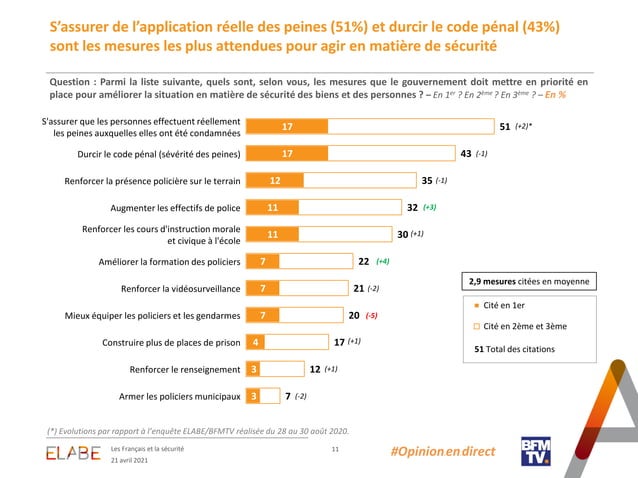 S’assurer de l’application réelle des peines (51%) et durcir le code pénal (43%)
sont les mesures les plus attendues pour agir en matière de sécurité
Question : Parmi la liste suivante, quels sont, selon vous, les mesures que le gouvernement doit mettre en priorité en
place pour améliorer la situation en matière de sécurité des biens et des personnes ? – En 1er ? En 2ème ? En 3ème ? – En %
S'assurer que les personnes effectuent réellement
les peines auxquelles elles ont été condamnées
17 51 (+2)*
Durcir le code pénal (sévérité des peines) 17 43 (-1)
Renforcer la présence policière sur le terrain 12 35 (-1)
Augmenter les effectifs de police 11 32 (+3)
Renforcer les cours d'instruction morale
et civique à l'école
11 30 (+1)
Améliorer la formation des policiers 7 22 (+4)
Renforcer la vidéosurveillance 7 21 (-2)
Mieux équiper les policiers et les gendarmes 7 20 (-5)
Construire plus de places de prison 4 17 (+1)
Renforcer le renseignement 3 12 (+1)
Armer les policiers municipaux 3 7 (-2)
2,9 mesures citées en moyenne
Cité en 1er
Cité en 2ème et 3ème
51 Total des citations
(*) Evolutions par rapport à l’enquête ELABE/BFMTV réalisée du 28 au 30 août 2020.
ELABE
Les Français et la sécurité
21 avril 2021
11
#Opinionendirect
BFM
TV.